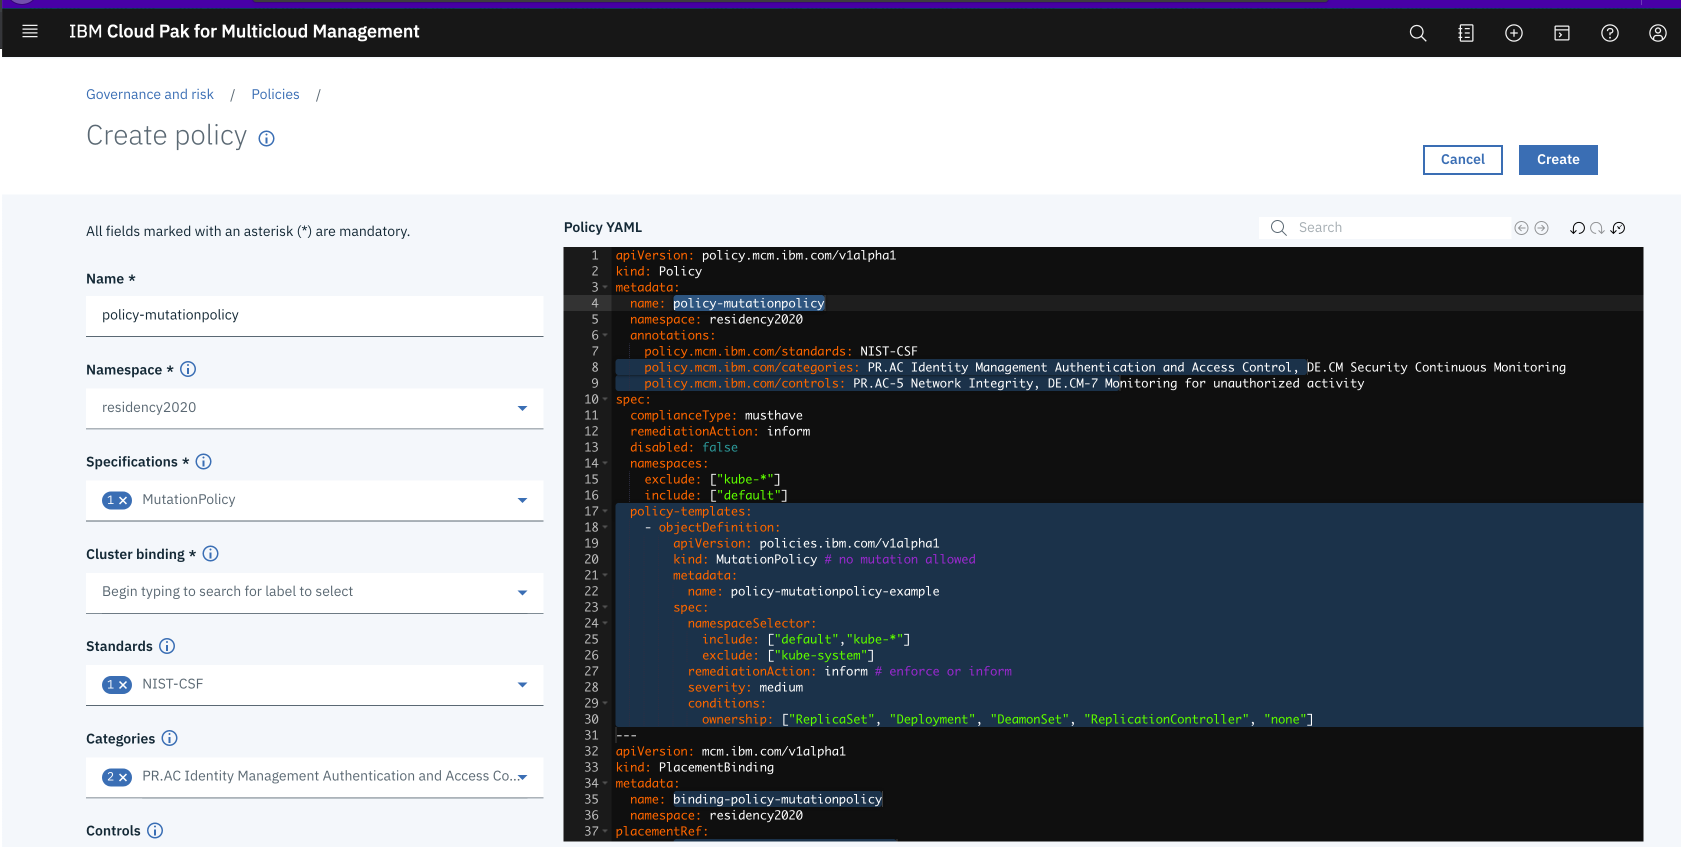 IBM Cloud Pak for Multicloud Management
Governance and risk / Policies /
Create policy
Cancel Create
All fields marked with an asterisk (*) are mandatory.
Name *
policy-mutationpolicy
Namespace *
residency2020
Specifications *
1 × MutationPolicy
Cluster binding *
Begin typing to search for label to select
Standards
1 × NIST-CSF
Categories
2 × PR.AC Identity Management Authentication and Access Co...
Controls
Policy YAML
Search
1 apiVersion: policy.mcm.ibm.com/v1alpha1
2 kind: Policy
3 metadata:
4 name: policy-mutationpolicy
5 namespace: residency2020
6 annotations:
7 policy.mcm.ibm.com/standards: NIST-CSF
8 policy.mcm.ibm.com/categories: PR.AC Identity Management Authentication and Access Control, DE.CM Security Continuous Monitoring
9 policy.mcm.ibm.com/controls: PR.AC-5 Network Integrity, DE.CM-7 Monitoring for unauthorized activity
10 spec:
11 complianceType: musthave
12 remediationAction: inform
13 disabled: false
14 namespaces:
15 exclude: ["kube-*"]
16 include: ["default"]
17 policy-templates:
18 - objectDefinition:
19 apiVersion: policies.ibm.com/v1alpha1
20 kind: MutationPolicy # no mutation allowed
21 metadata:
22 name: policy-mutationpolicy-example
23 spec:
24 namespaceSelector:
25 include: ["default","kube-*"]
26 exclude: ["kube-system"]
27 remediationAction: inform # enforce or inform
28 severity: medium
29 conditions:
30 ownership: ["ReplicaSet", "Deployment", "DeamonSet", "ReplicationController", "none"]
31 ---
32 apiVersion: mcm.ibm.com/v1alpha1
33 kind: PlacementBinding
34 metadata:
35 name: binding-policy-mutationpolicy
36 namespace: residency2020
37 placementRef: